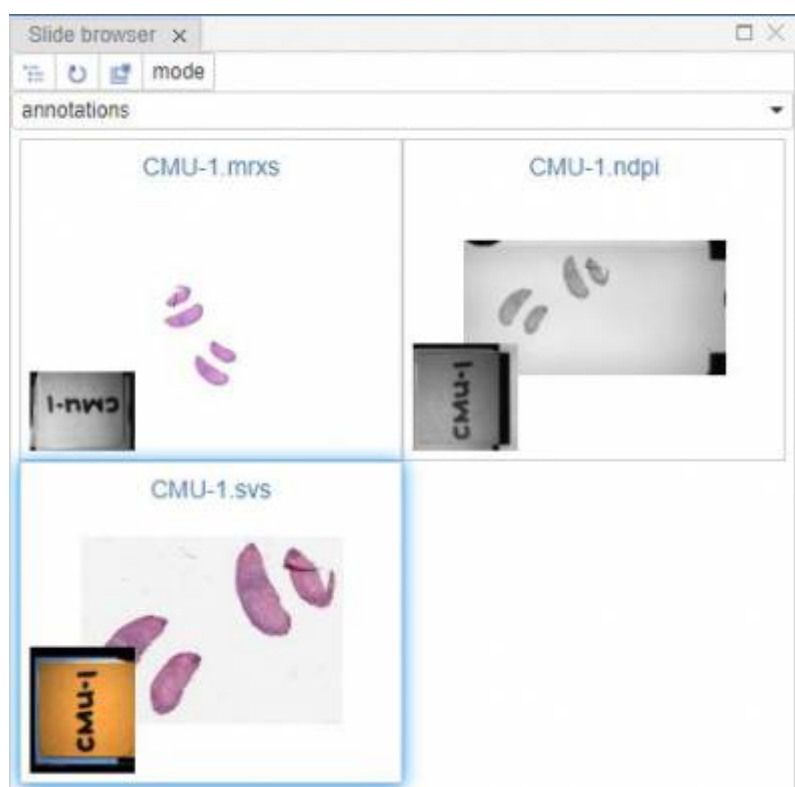 Slide browser
mode
annotations
CMU-1.mrxs
CMU-1.ndpi
CMU-1
CMU-1
CMU-1.svs
CMU-1